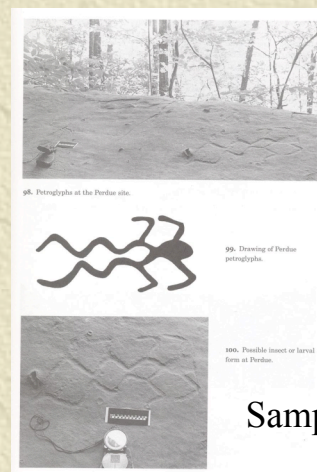 98. Petroglyphs at the Perdue site.
99. Drawing of Perdue
petroglyphs.
100. Possible insect or larval
form at Perdue.
Samp